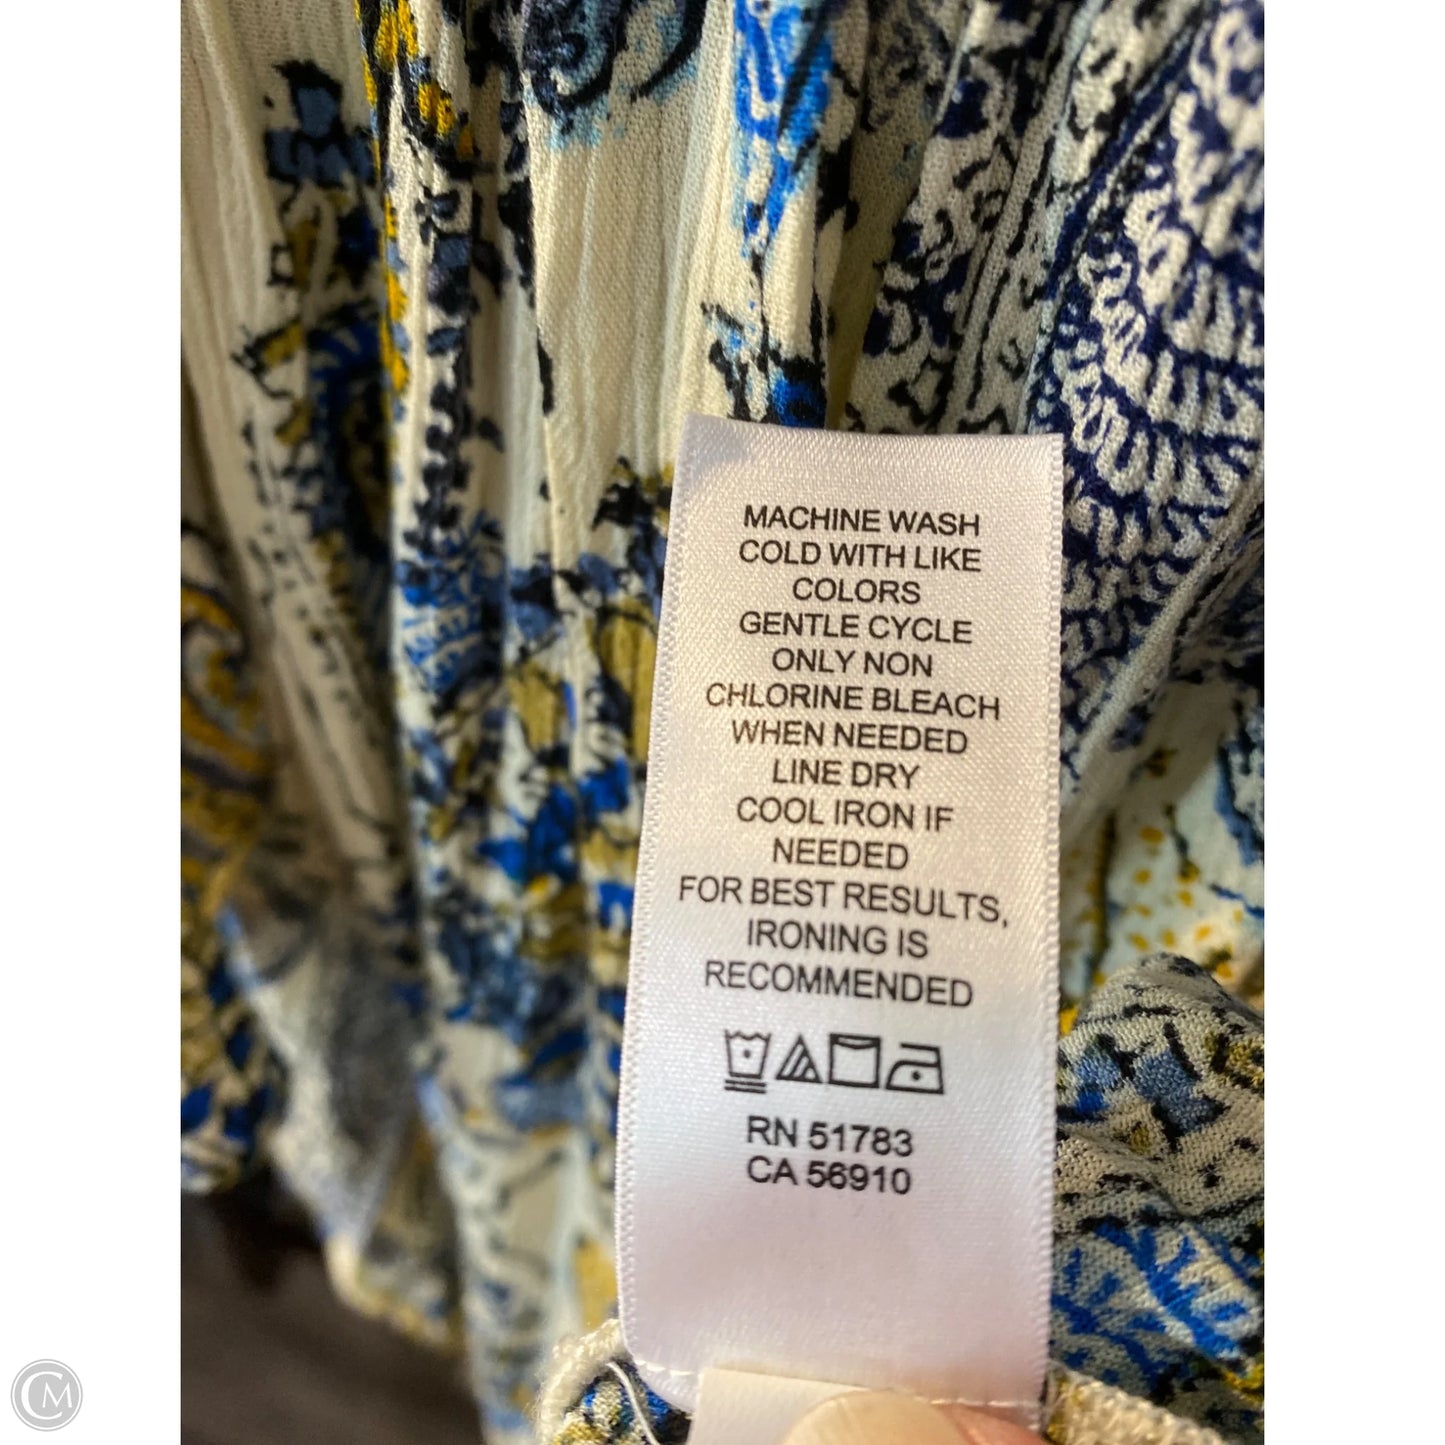 MACHINE WASH
COLD WITH LIKE
COLORS
GENTLE CYCLE
ONLY NON
CHLORINE BLEACH
WHEN NEEDED
LINE DRY
COOL IRON IF
NEEDED
FOR BEST RESULTS,
IRONING IS
RECOMMENDED
RN 51783
CA 56910
CM